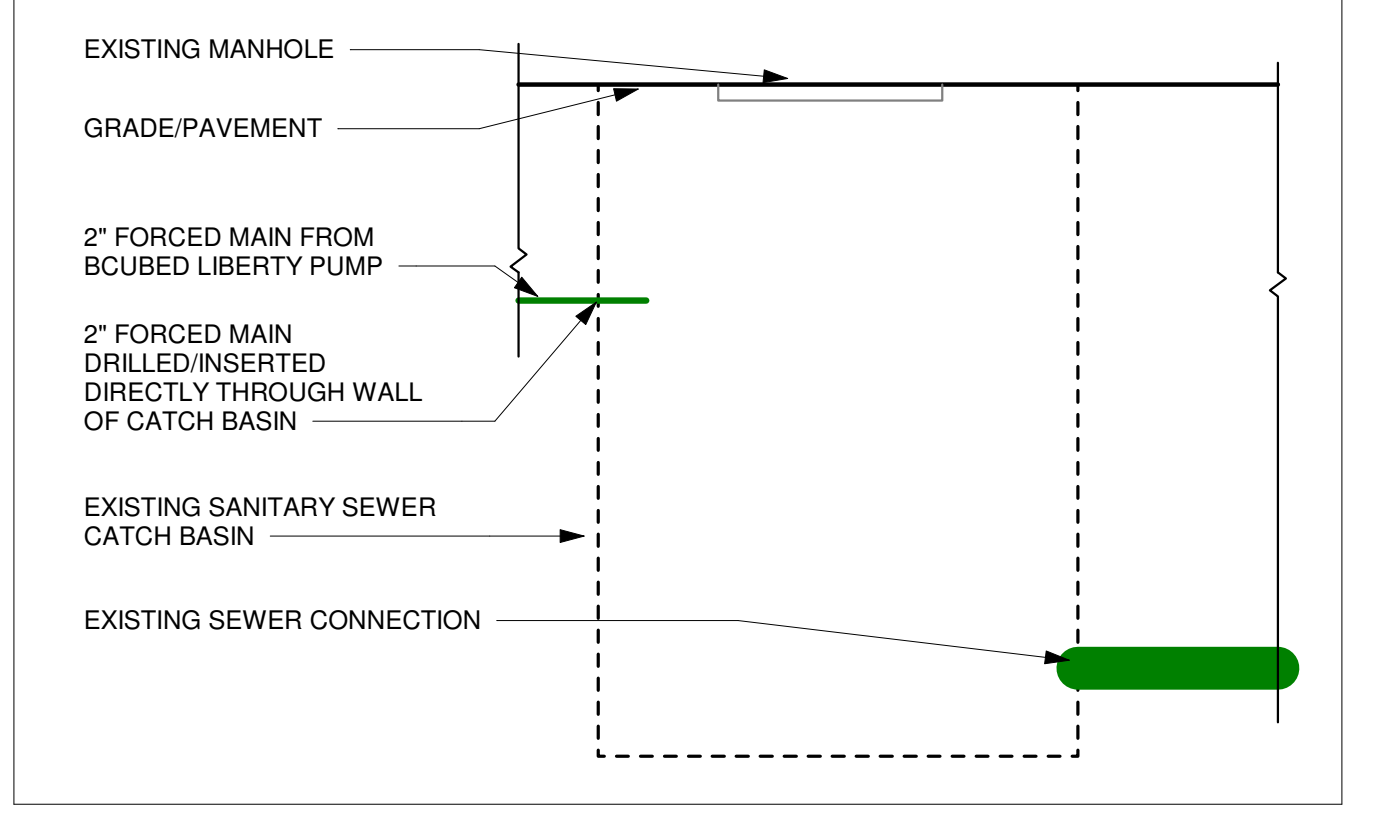 EXISTING MANHOLE
GRADE/PAVEMENT
2" FORCED MAIN FROM
BCUBED LIBERTY PUMP
2" FORCED MAIN
DRILLED/INSERTED
DIRECTLY THROUGH WALL
OF CATCH BASIN
EXISTING SANITARY SEWER
CATCH BASIN
EXISTING SEWER CONNECTION